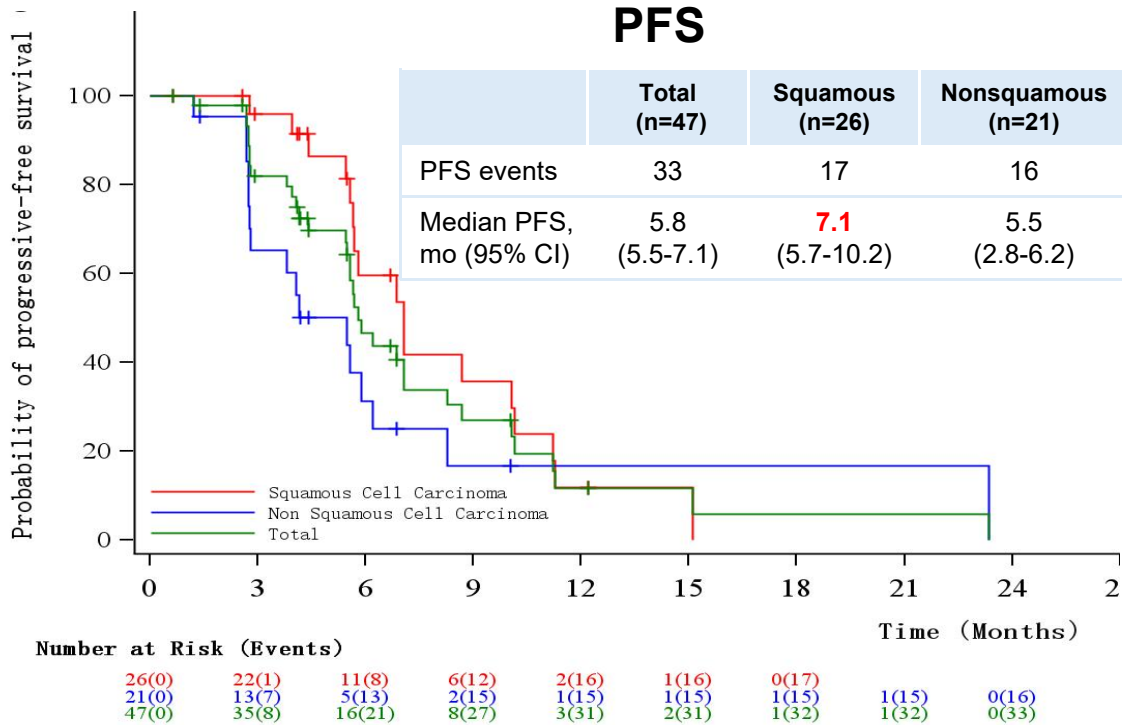 PFS
Total Squamous Nonsquamous
(n=47) (n=26) (n=21)
PFS events 33 17 16
Median PFS, 5.8 7.1 5.5
mo (95% CI) (5.5-7.1) (5.7-10.2) (2.8-6.2)
Probability of progressive-free survival
100
80
60
40
20
0
Squamous Cell Carcinoma
Non Squamous Cell Carcinoma
Total
0 3 6 9 12 15 18 21 24 2
Time (Months)
Number at Risk (Events)
26(0) 22(1) 11(8) 6(12) 2(16) 1(16) 0(17)
21(0) 13(7) 5(13) 2(15) 1(15) 1(15) 1(15) 1(15) 0(16)
47(0) 35(8) 16(21) 8(27) 3(31) 2(31) 1(32) 1(32) 0(33)